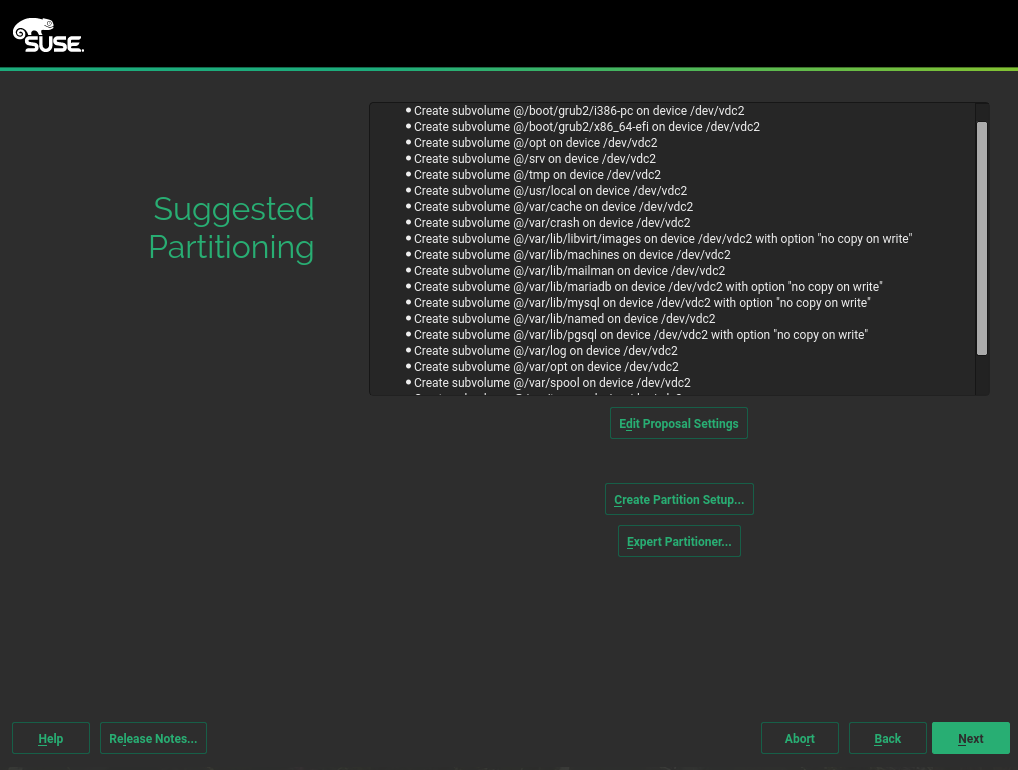 SUSE.
Suggested
Partitioning
Create subvolume @/boot/grub2/i386-pc on device /dev/vdc2
Create subvolume @/boot/grub2/x86_64-efi on device /dev/vdc2
Create subvolume @/opt on device /dev/vdc2
Create subvolume @/srv on device /dev/vdc2
Create subvolume @/tmp on device /dev/vdc2
Create subvolume @/usr/local on device /dev/vdc2
Create subvolume @/var/cache on device /dev/vdc2
Create subvolume @/var/crash on device /dev/vdc2
Create subvolume @/var/lib/libvirt/images on device /dev/vdc2 with option "no copy on write"
Create subvolume @/var/lib/machines on device /dev/vdc2
Create subvolume @/var/lib/mailman on device /dev/vdc2
Create subvolume @/var/lib/mariadb on device /dev/vdc2 with option "no copy on write"
Create subvolume @/var/lib/mysql on device /dev/vdc2 with option "no copy on write"
Create subvolume @/var/lib/named on device /dev/vdc2
Create subvolume @/var/lib/pgsql on device /dev/vdc2 with option "no copy on write"
Create subvolume @/var/log on device /dev/vdc2
Create subvolume @/var/opt on device /dev/vdc2
Create subvolume @/var/spool on device /dev/vdc2
Edit Proposal Settings
Create Partition Setup...
Expert Partitioner...
Help
Release Notes...
Abort
Back
Next